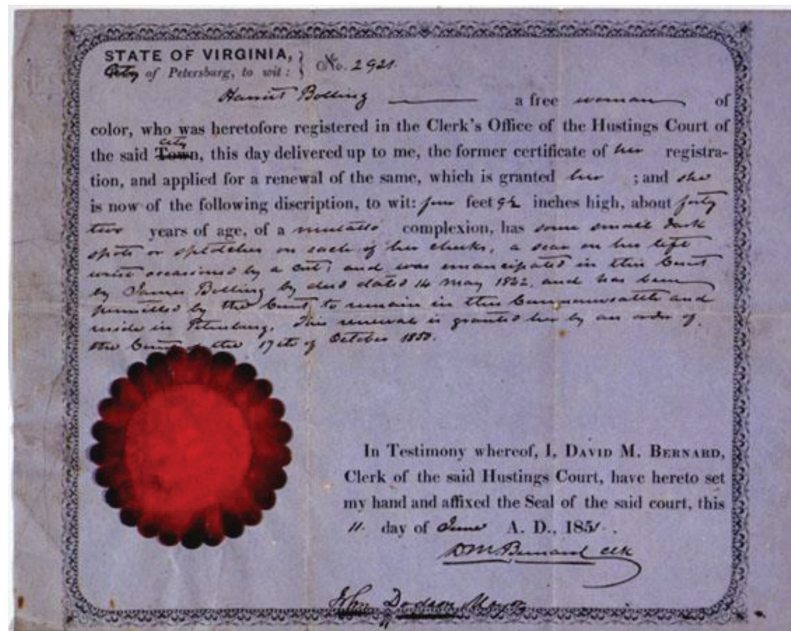 STATE OF VIRGINIA,
City of Petersburg, to wit: } No. 2921
Harriet Bolling a free woman of
color, who was heretofore registered in the Clerk's Office of the Hustings Court of
the said Town, City this day delivered up to me, the former certificate of her registra-
tion, and applied for a renewal of the same, which is granted her ; and she
is now of the following discription, to wit: five feet 9½ inches high, about forty
two years of age, of a mulatto complexion, has some small dark
spots or splotches on each of her cheeks, a scar on her left
wrist occasioned by a cut; and was emancipated in this Court
by James Bolling by deed dated 14 May 1842 and has been
permitted by the Court to remain in this Commonwealth and
reside in Petersburg. This renewal is granted her by an order of
the Court of the 17th of October 1850.
In Testimony whereof, I, DAVID M. BERNARD,
Clerk of the said Hustings Court, have hereto set
my hand and affixed the Seal of the said court, this
11 day of June A. D., 1851.
DM Bernard clk
John Dodson Mayor